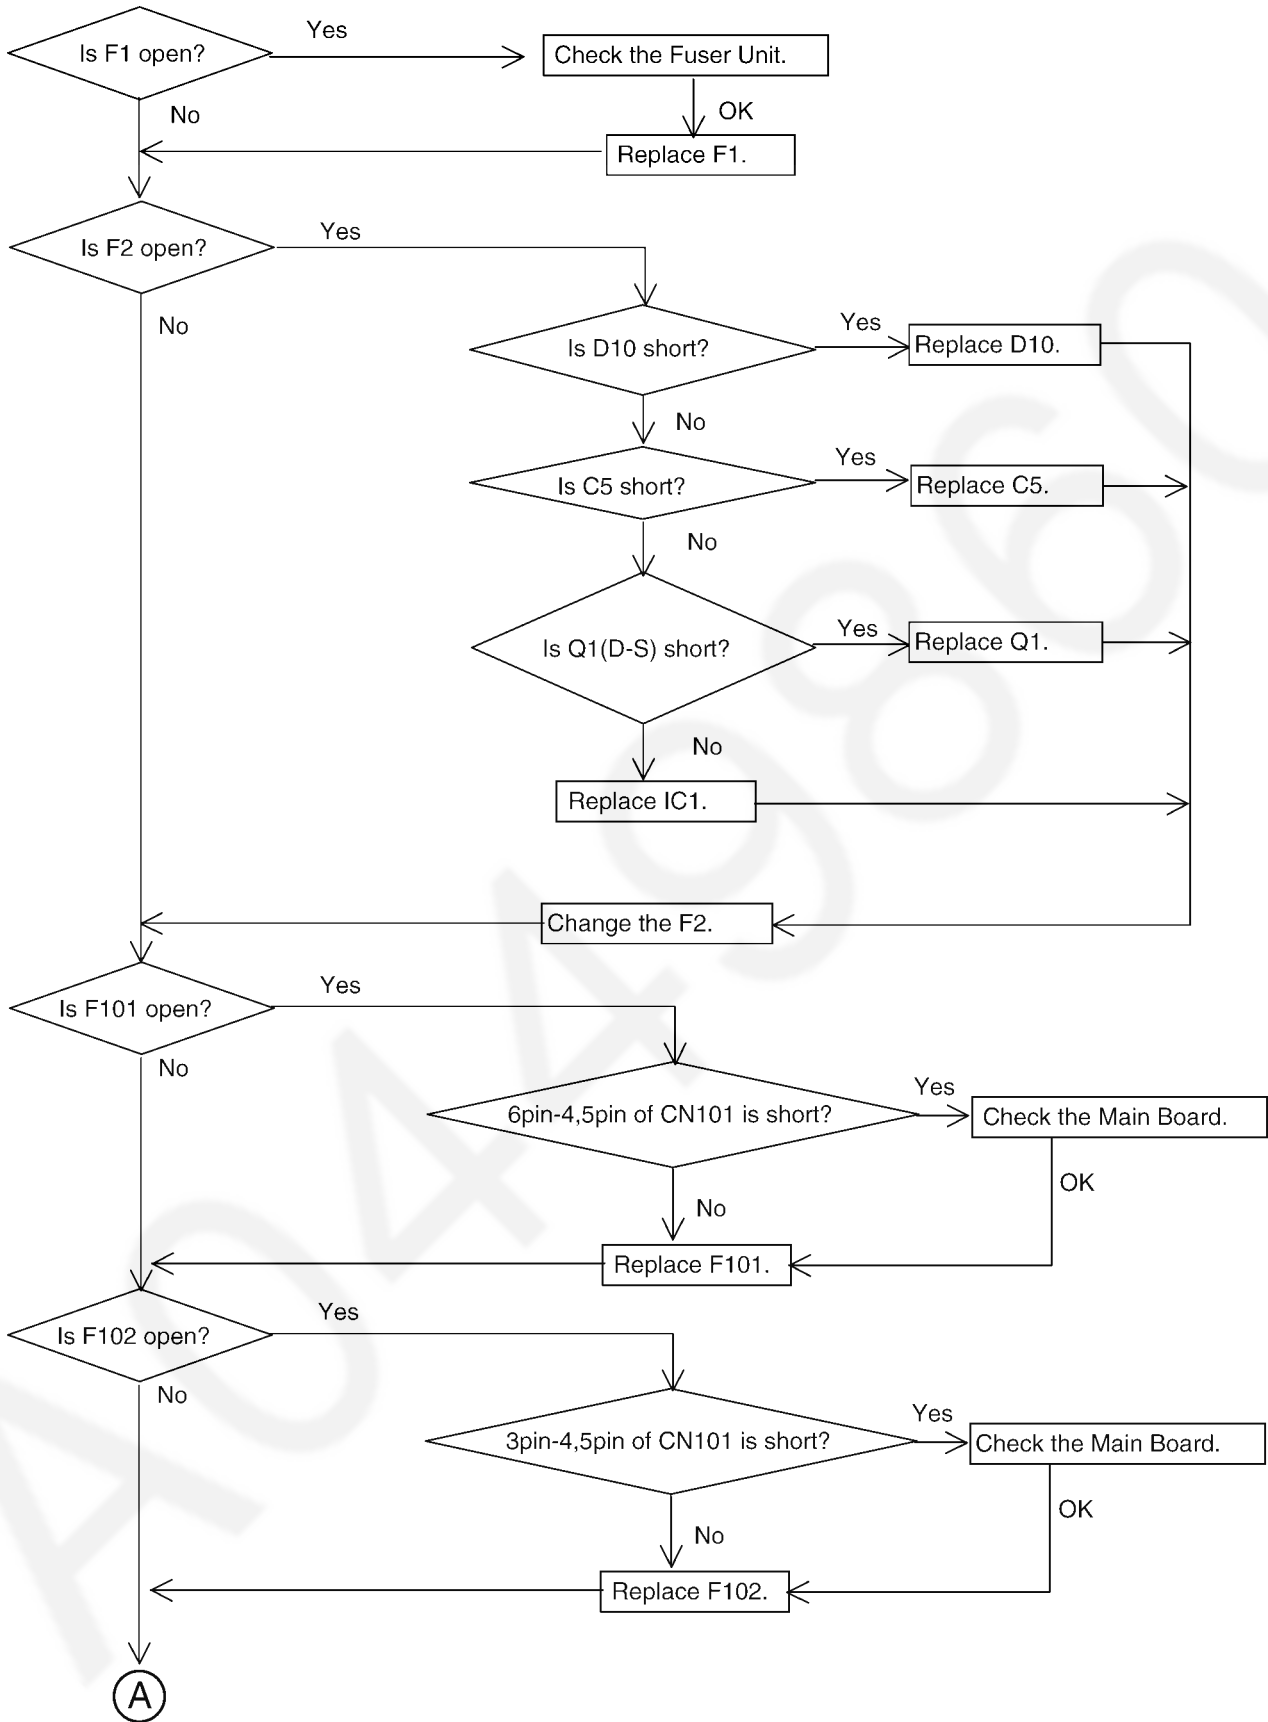 Is F1 open?
Yes
Check the Fuser Unit.
No
OK
Replace F1.
Is F2 open?
Yes
No
Is D10 short?
Yes
Replace D10.
No
Is C5 short?
Yes
Replace C5.
No
Is Q1(D-S) short?
Yes
Replace Q1.
No
Replace IC1.
Change the F2.
Is F101 open?
Yes
No
6pin-4,5pin of CN101 is short?
Yes
Check the Main Board.
No
OK
Replace F101.
Is F102 open?
Yes
No
3pin-4,5pin of CN101 is short?
Yes
Check the Main Board.
No
OK
Replace F102.
A
A0449860